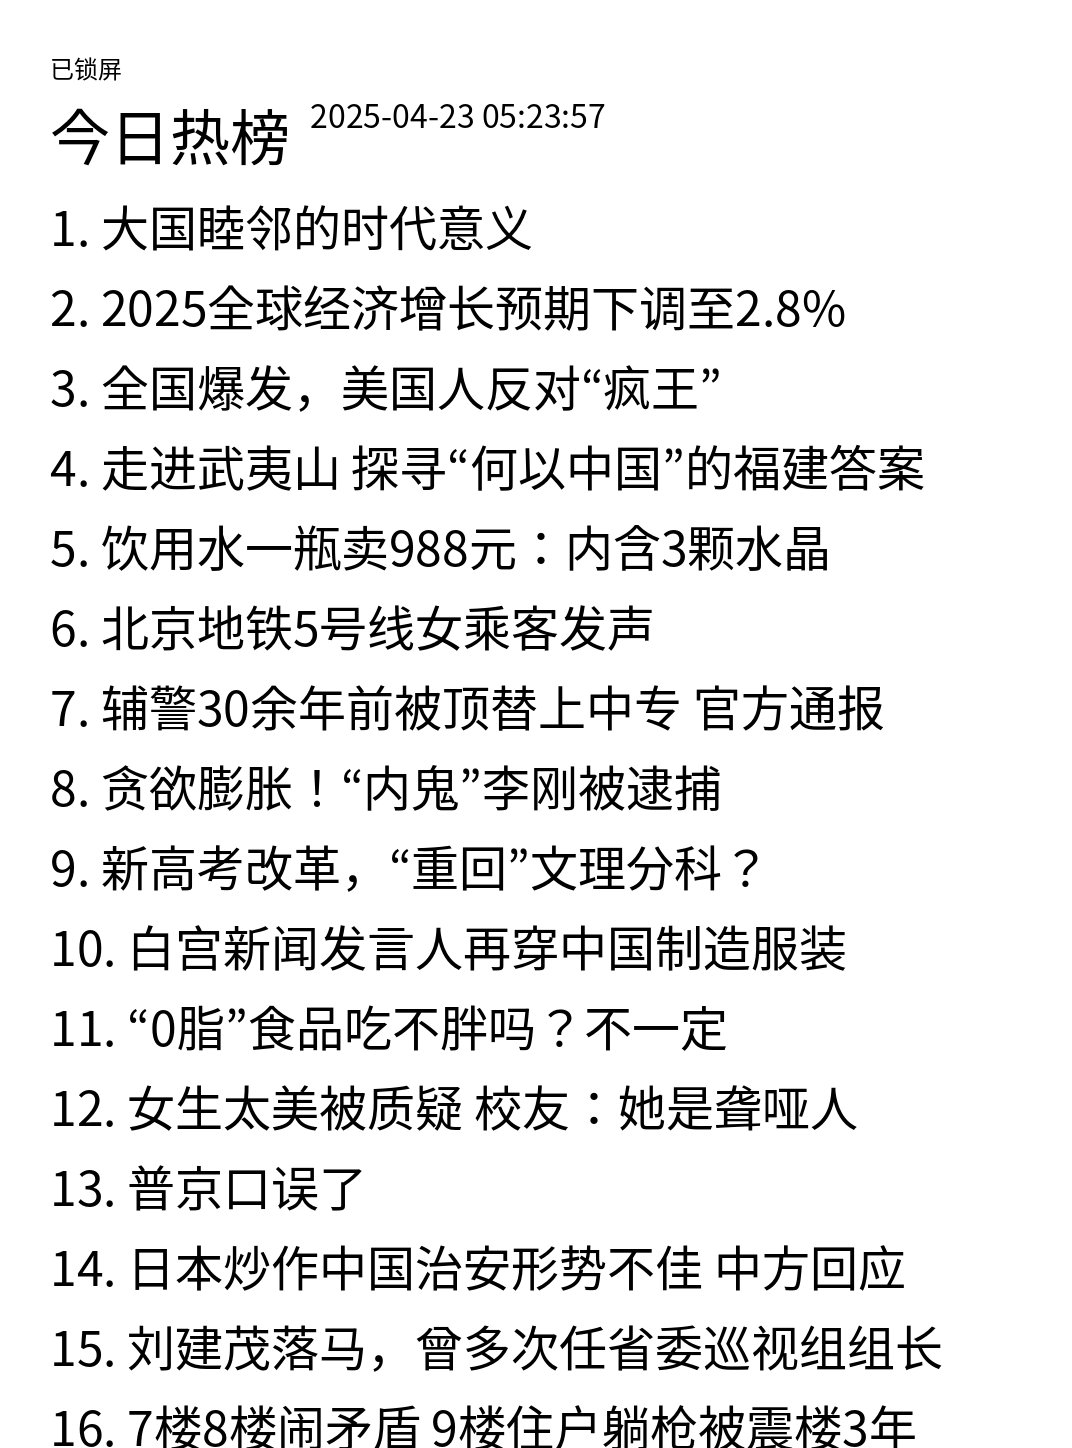 已锁屏
今日热榜 2025-04-23 05:23:57
1. 大国睦邻的时代意义
2. 2025全球经济增长预期下调至2.8%
3. 全国爆发，美国人反对“疯王”
4. 走进武夷山 探寻“何以中国”的福建答案
5. 饮用水一瓶卖988元：内含3颗水晶
6. 北京地铁5号线女乘客发声
7. 辅警30余年前被顶替上中专 官方通报
8. 贪欲膨胀！“内鬼”李刚被逮捕
9. 新高考改革，“重回”文理分科？
10. 白宫新闻发言人再穿中国制造服装
11. “0脂”食品吃不胖吗？不一定
12. 女生太美被质疑 校友：她是聋哑人
13. 普京口误了
14. 日本炒作中国治安形势不佳 中方回应
15. 刘建茂落马，曾多次任省委巡视组组长
16. 7楼8楼闹矛盾 9楼住户躺枪被震楼3年